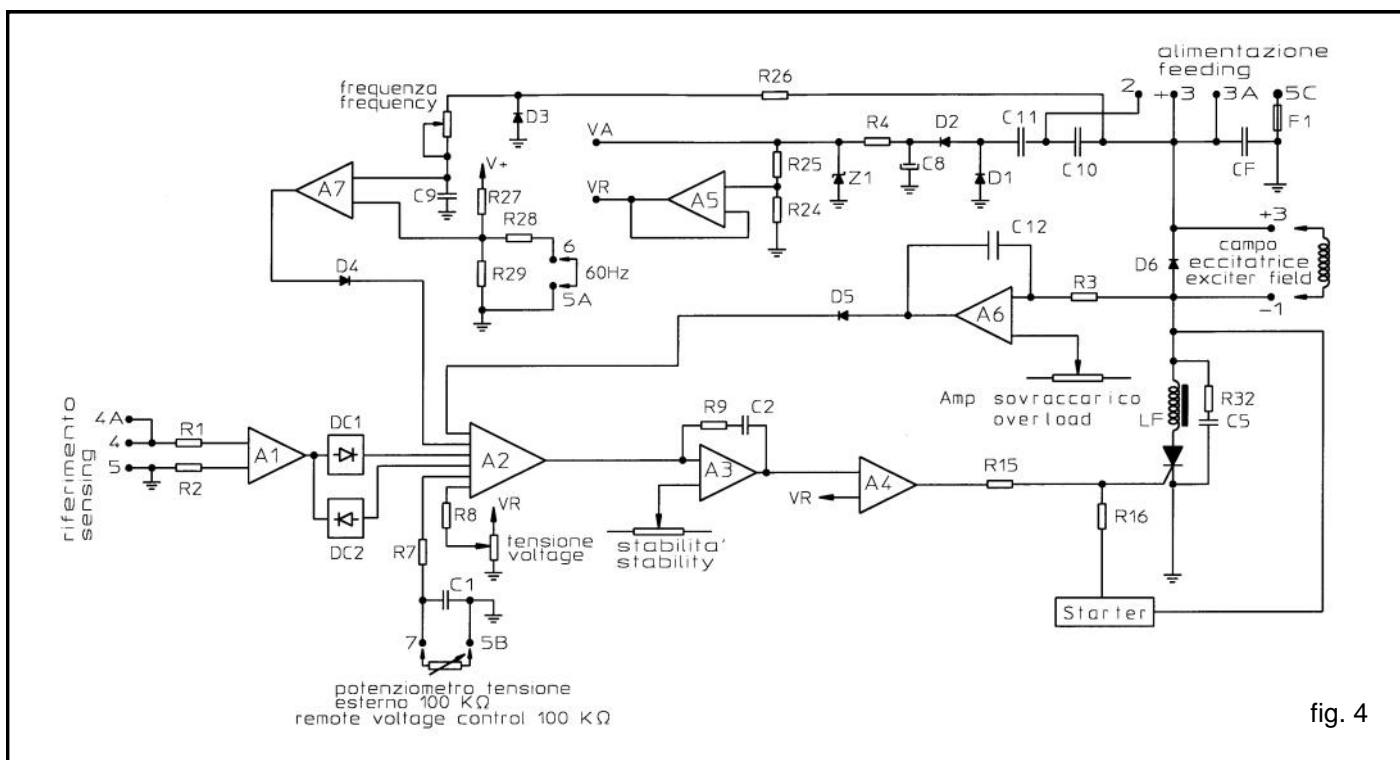 alimentazione
feeding
R26
frequenza
frequency
2
+3
3A
5C
D3
F1
VA
R4
D2
C11
C10
CF
V+
R25
C8
A7
C9
R27
VR
A5
Z1
D1
R24
R28
C12
+3
6
campo
eccitatrice
exciter field
D4
R29
60Hz
D6
5A
D5
R3
-1
A6
riferimento
sensing
Amp sovraccarico
overload
R32
LF
C5
4A
4
R1
DC1
R9
C2
5
A1
A2
A3
R15
R2
A4
DC2
R8
VR
VR
R16
R7
tensione
voltage
stabilita'
stability
C1
Starter
7
5B
potenziometro tensione
esterno 100 KΩ
remote voltage control 100 KΩ
fig. 4